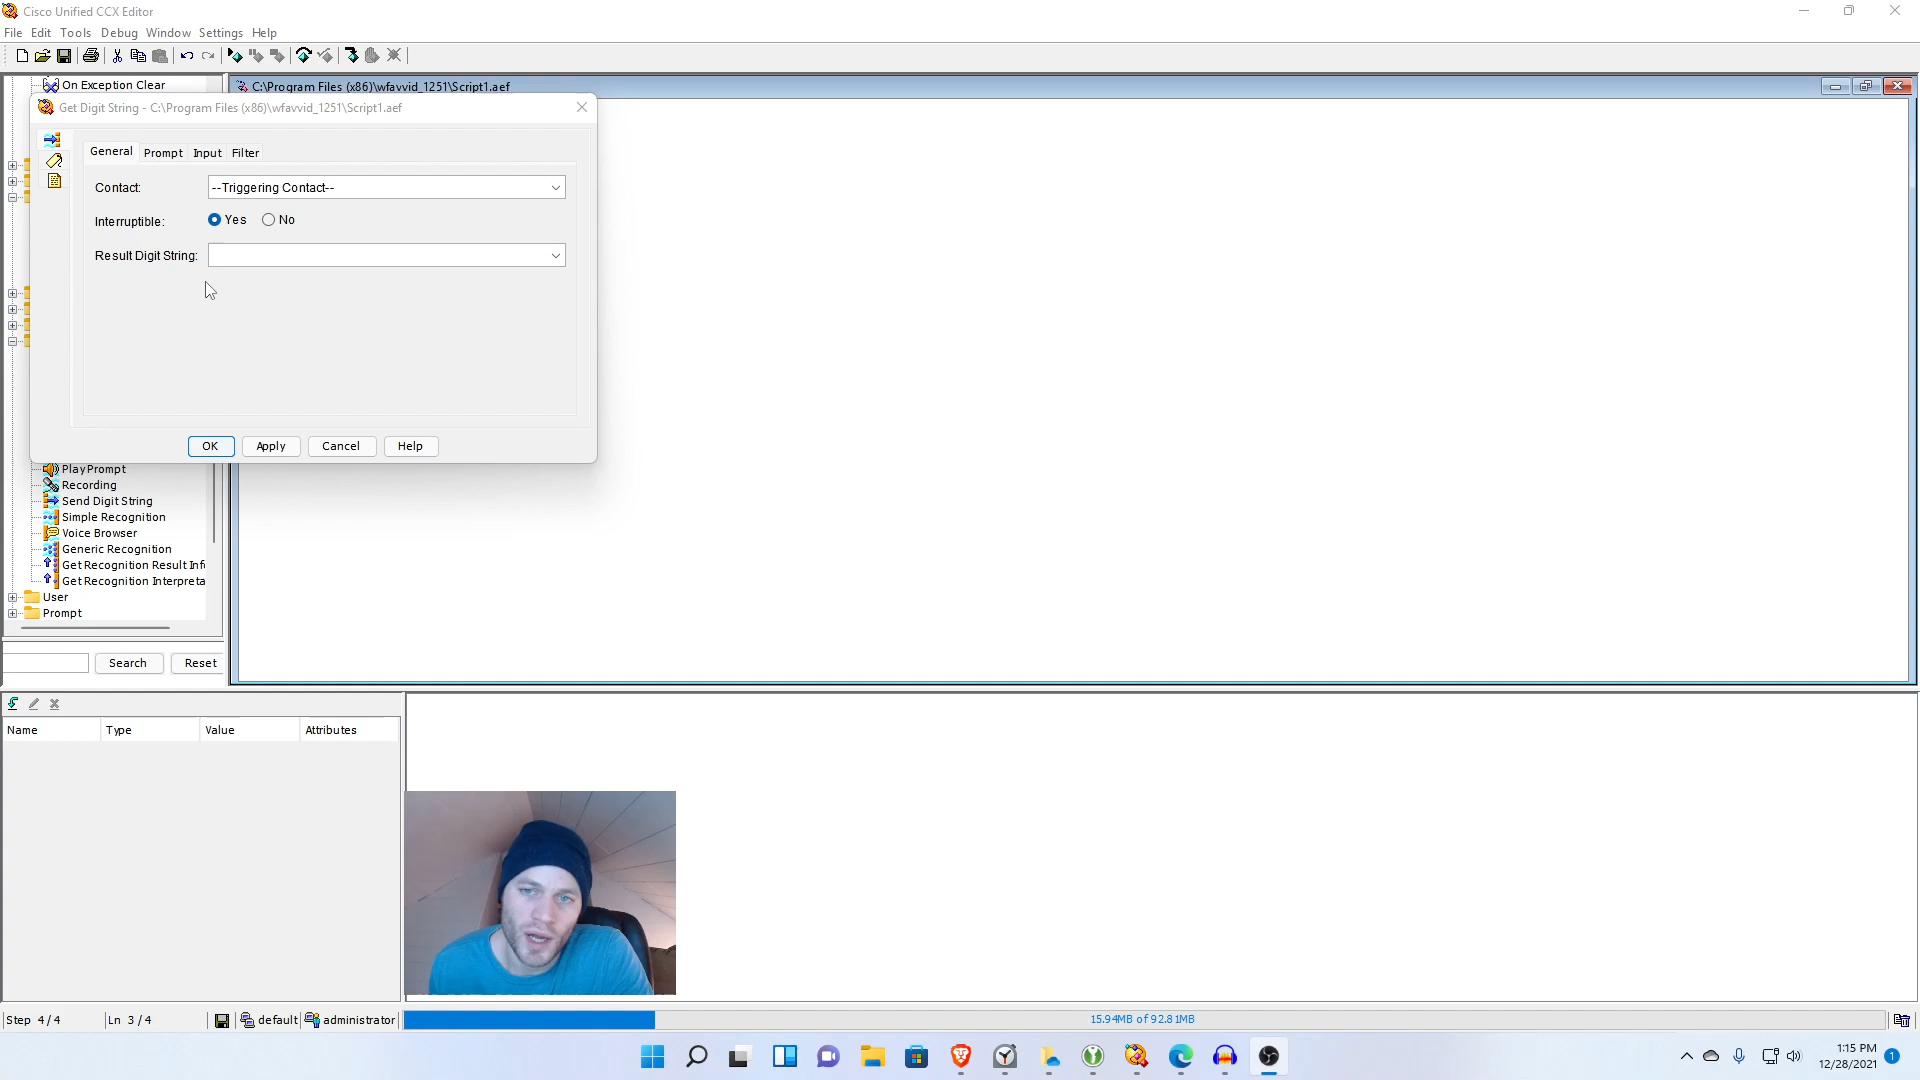 Cisco Unified CCX Editor
File Edit Tools Debug Window Settings Help
On Exception Clear
C:\Program Files (x86)\wfavvid_1251\Script1.aef
Get Digit String - C:\Program Files (x86)\wfavvid_1251\Script1.aef
General Prompt Input Filter
Contact: --Triggering Contact--
Interruptible: Yes No
Result Digit String:
OK Apply Cancel Help
Play Prompt
Recording
Send Digit String
Simple Recognition
Voice Browser
Generic Recognition
Get Recognition Result Inf
Get Recognition Interpreta
User
Prompt
Search Reset
Name Type Value Attributes
Step 4/4 Ln 3/4 default administrator 15.94MB of 92.81MB
1:15 PM
12/28/2021 1